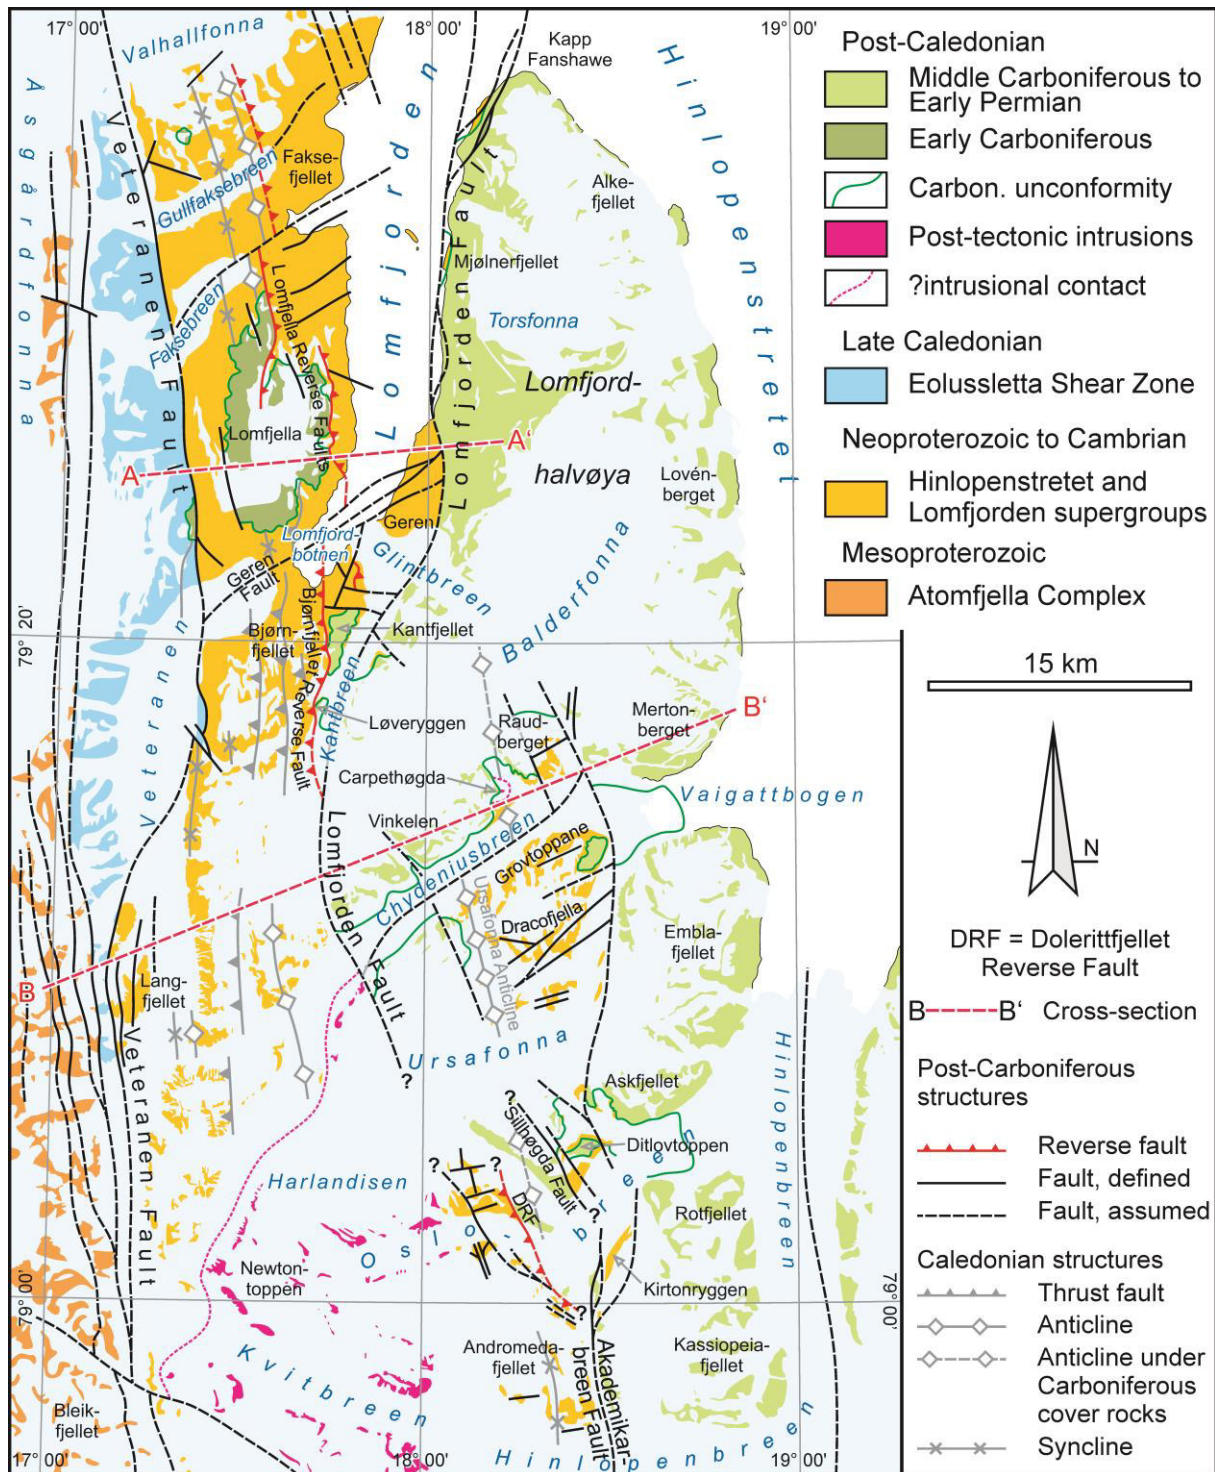 17°00'
18°00'
19°00'
Valhallfonna
Kapp
Fanshawe
Hinlopenstretet
Åsgårdfonna
Veteranen Fault
Lomfjorden
Fakse-
fjellet
Gullfaksebreen
Alke-
fjellet
Mjølnerfjellet
Faksebreen
Lomfjella Reverse Faults
Torsfonna
Lomfjorden Fault
Lomfjord-
halvøya
Lomfjella
A
A'
Lovén-
berget
Geren
Lomfjord-
botnen
Glintbreen
Geren
Fault
Balderfonna
79°20'
Bjørn-
fjellet
Bjørnfjellet Reverse Fault
Kantfjellet
Veteranen
Kantbreen
Løveryggen
Raud-
berget
Merton-
berget
B'
Carpethøgda
Vaigattbogen
Vinkelen
Lomfjorden
Fault
Chydeniusbreen
Grovtoppane
Ursafonna Anticline
Dracofjella
Embla-
fjellet
B
Lang-
fjellet
Veteranen Fault
Ursafonna
?
Hinlopenbreen
Askfjellet
?
Sillhøgda Fault
Ditlovtoppen
Harlandisen
?
?
DRF
?
Rotfjellet
Oslobreen
Newton-
toppen
Kirtonryggen
79°00'
79°00'
?
Andromeda-
fjellet
Akademikar-
breen Fault
Kassiopeia-
fjellet
Kvitbreen
Bleik-
fjellet
Hinlopenbreen
17°00'
18°00'
19°00'
Post-Caledonian
Middle Carboniferous to
Early Permian
Early Carboniferous
Carbon. unconformity
Post-tectonic intrusions
?intrusional contact
Late Caledonian
Eolussletta Shear Zone
Neoproterozoic to Cambrian
Hinlopenstretet and
Lomfjorden supergroups
Mesoproterozoic
Atomfjella Complex
15 km
N
DRF = Dolerittfjellet
Reverse Fault
B B' Cross-section
Post-Carboniferous
structures
Reverse fault
Fault, defined
Fault, assumed
Caledonian structures
Thrust fault
Anticline
Anticline under
Carboniferous
cover rocks
Syncline